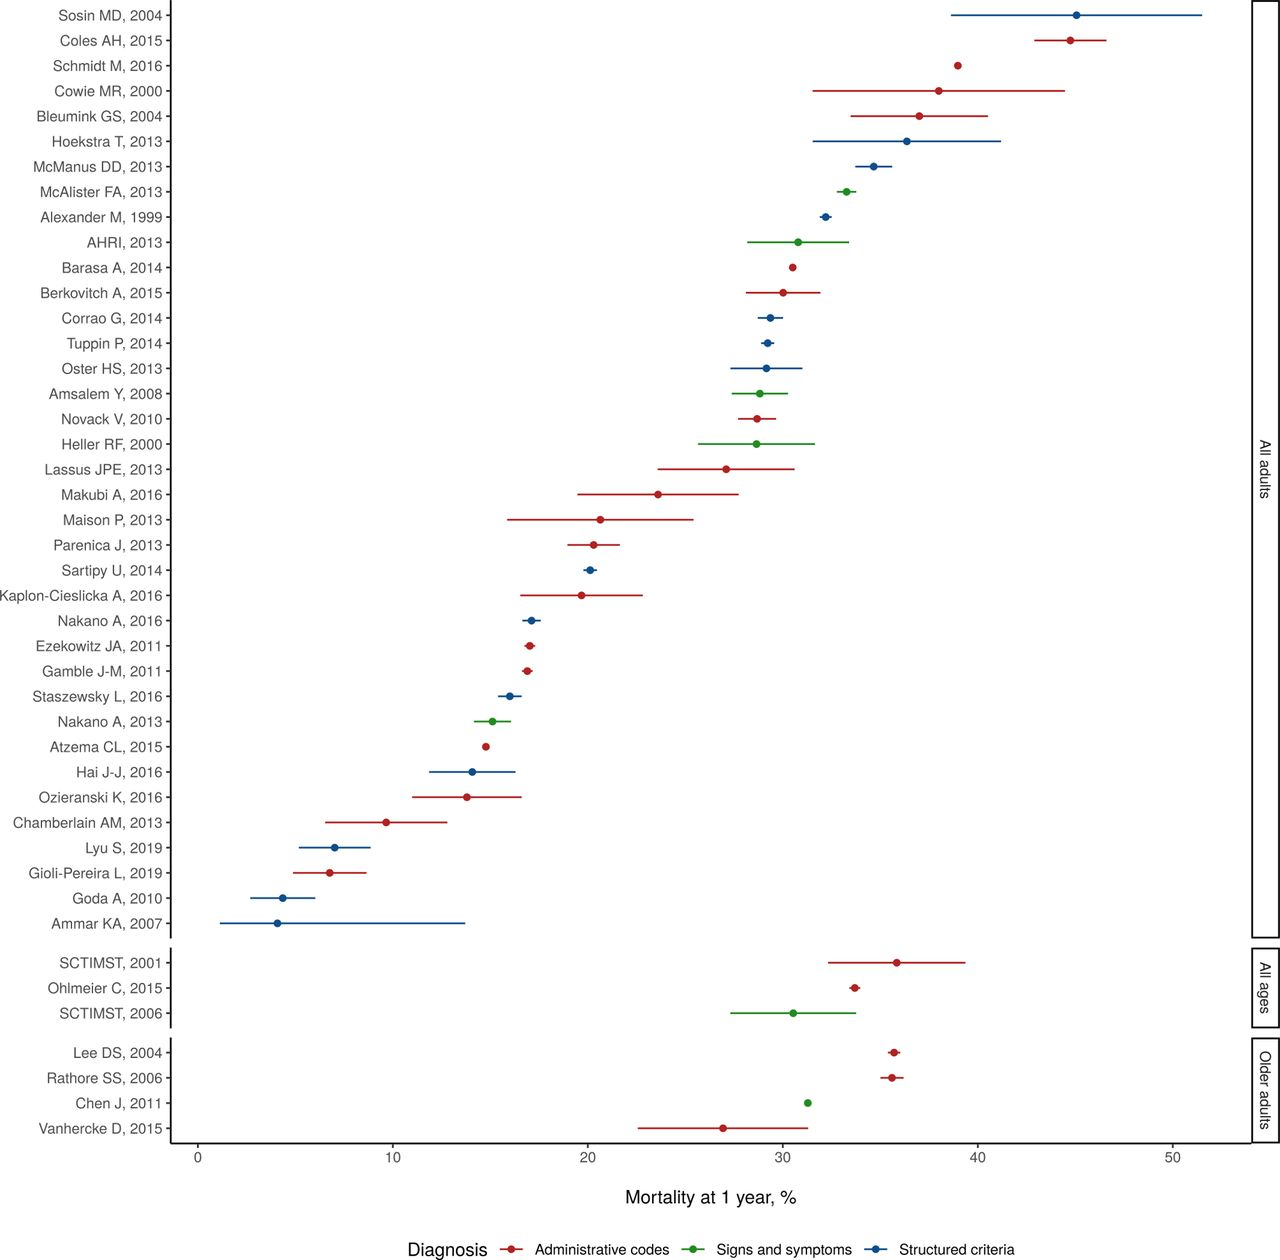 Sosin MD, 2004
Coles AH, 2015
Schmidt M, 2016
Cowie MR, 2000
Bleumink GS, 2004
Hoekstra T, 2013
McManus DD, 2013
McAlister FA, 2013
Alexander M, 1999
AHRI, 2013
Barasa A, 2014
Berkovitch A, 2015
Corrao G, 2014
Tuppin P, 2014
Oster HS, 2013
Amsalem Y, 2008
Novack V, 2010
Heller RF, 2000
Lassus JPE, 2013
Makubi A, 2016
Maison P, 2013
Parenica J, 2013
Sartipy U, 2014
Kaplon-Cieslicka A, 2016
Nakano A, 2016
Ezekowitz JA, 2011
Gamble J-M, 2011
Staszewsky L, 2016
Nakano A, 2013
Atzema CL, 2015
Hai J-J, 2016
Ozieranski K, 2016
Chamberlain AM, 2013
Lyu S, 2019
Gioli-Pereira L, 2019
Goda A, 2010
Ammar KA, 2007
All adults
SCTIMST, 2001
Ohlmeier C, 2015
SCTIMST, 2006
All ages
Lee DS, 2004
Rathore SS, 2006
Chen J, 2011
Vanhercke D, 2015
Older adults
0 10 20 30 40 50
Mortality at 1 year, %
Diagnosis Administrative codes Signs and symptoms Structured criteria